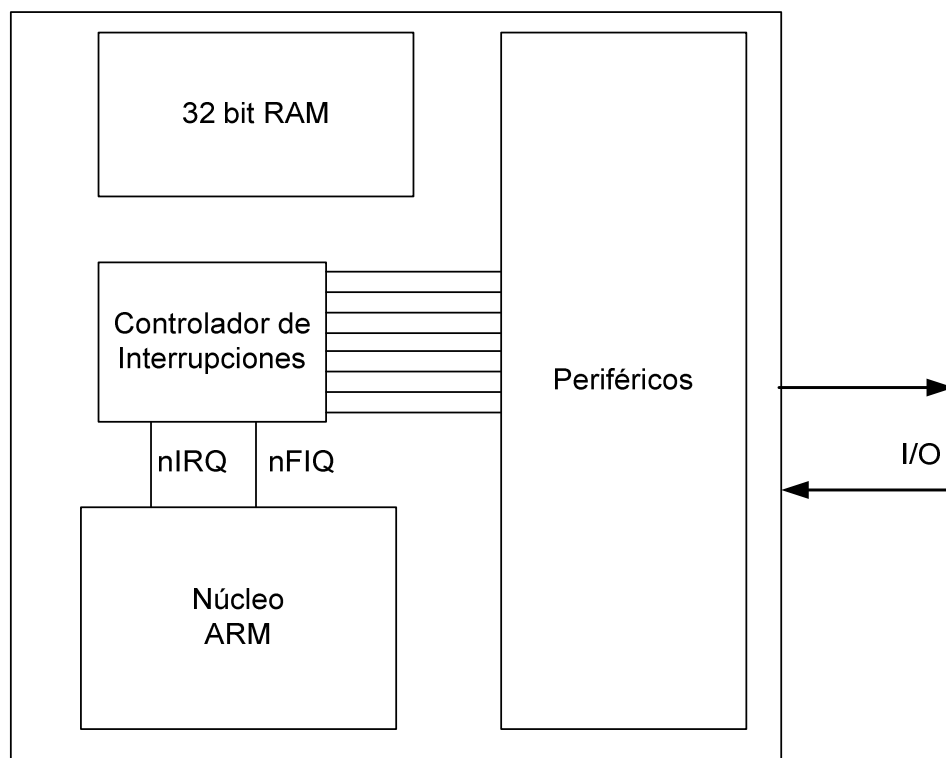 32 bit RAM
Controlador de
Interrupciones
Periféricos
I/O
nIRQ
nFIQ
Núcleo
ARM